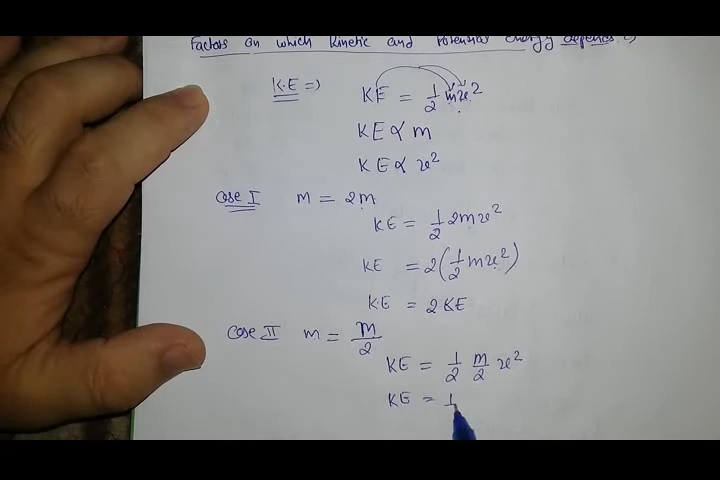 Factors on which kinetic and Potential energy depends :)
K.E => KE = 1/2 mv²
KE ∝ m
KE ∝ v²
Case I m = 2m
KE = 1/2 2mv²
KE = 2(1/2 mv²)
KE = 2KE
Case II m = m/2
KE = 1/2 m/2 v²
KE = 1